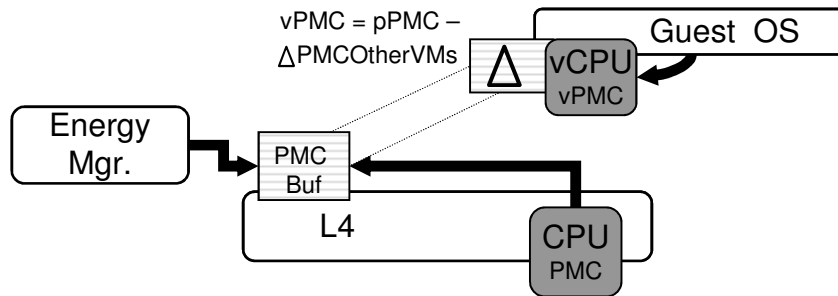 vPMC = pPMC –
ΔPMCOtherVMs
Guest OS
Δ
vCPU
vPMC
Energy
Mgr.
PMC
Buf
L4
CPU
PMC